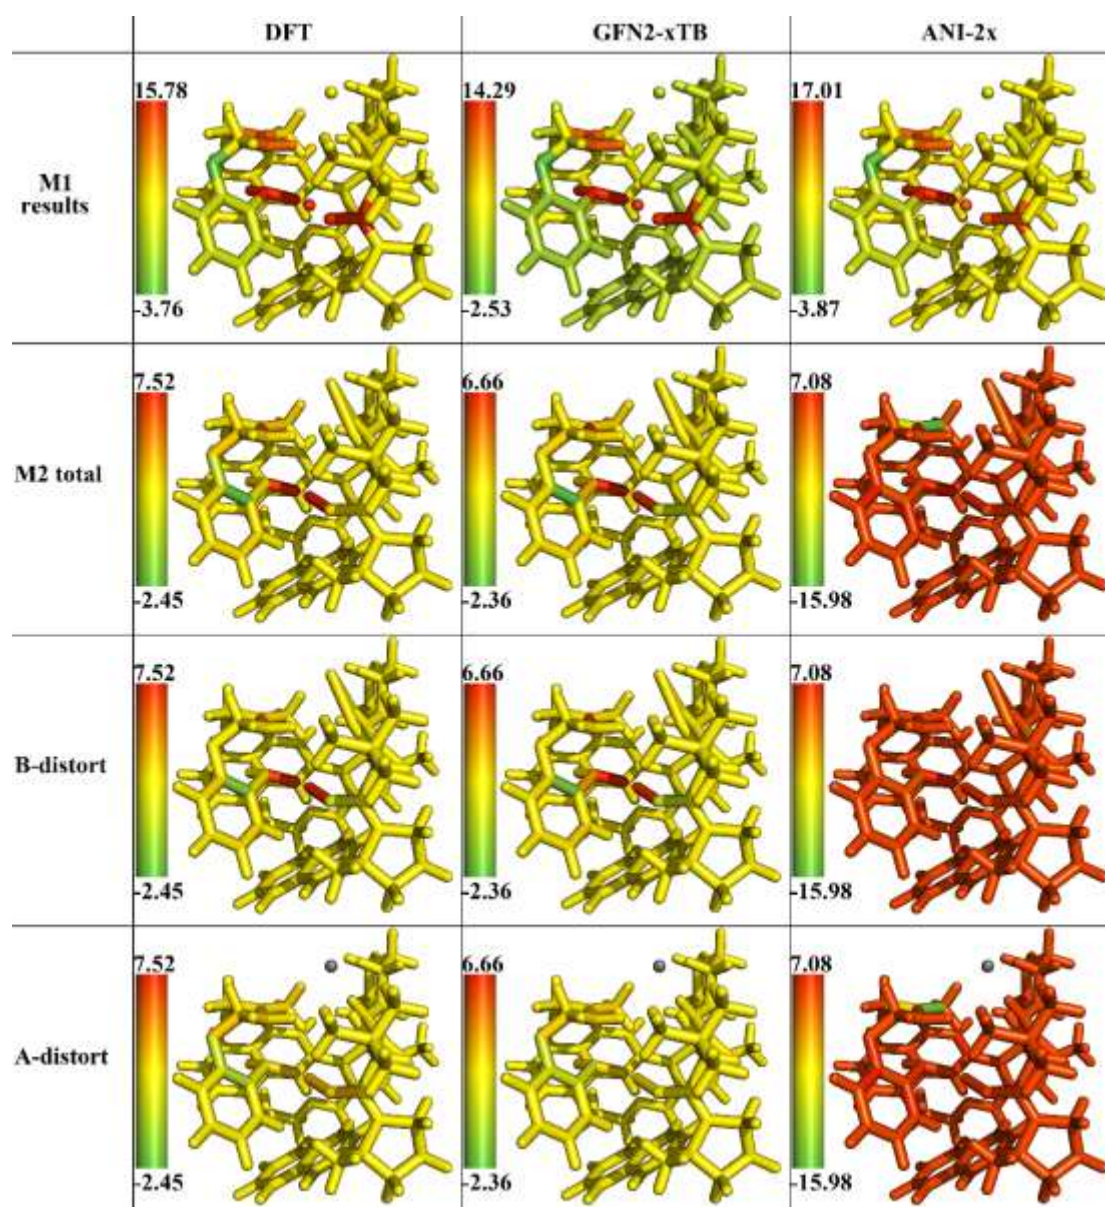 DFT GFN2-xTB ANI-2x
15.78 14.29 17.01
M1
results
-3.76 -2.53 -3.87
7.52 6.66 7.08
M2 total
-2.45 -2.36 -15.98
7.52 6.66 7.08
B-distort
-2.45 -2.36 -15.98
7.52 6.66 7.08
A-distort
-2.45 -2.36 -15.98